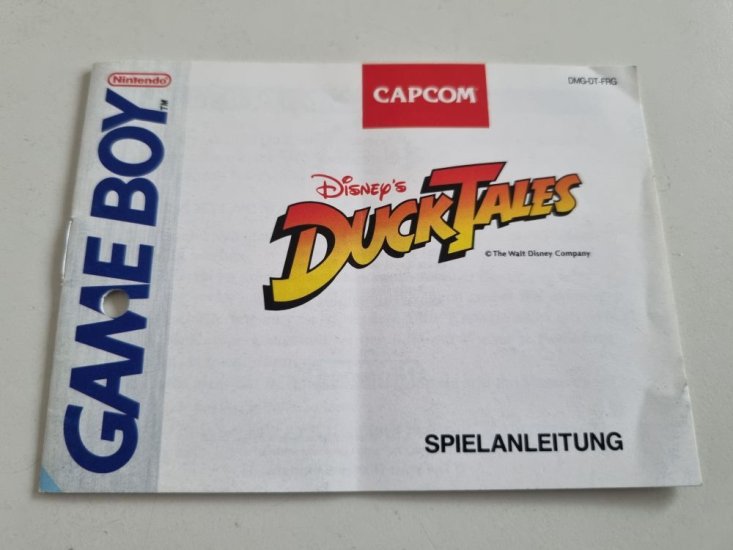 Nintendo
GAME BOY™
CAPCOM
DMG-DT-FRG
Disney's
DUCKTALES
© The Walt Disney Company
SPIELANLEITUNG